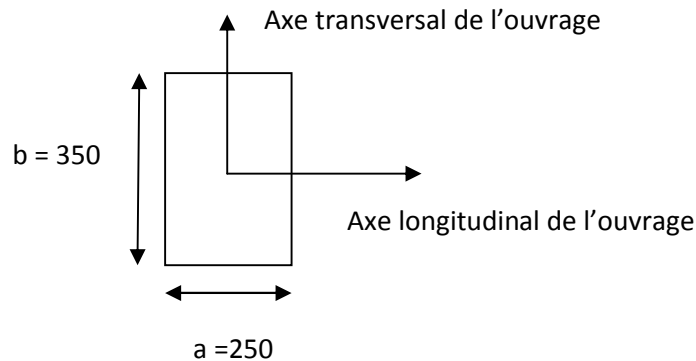 Axe transversal de l’ouvrage
b = 350
Axe longitudinal de l’ouvrage
a =250